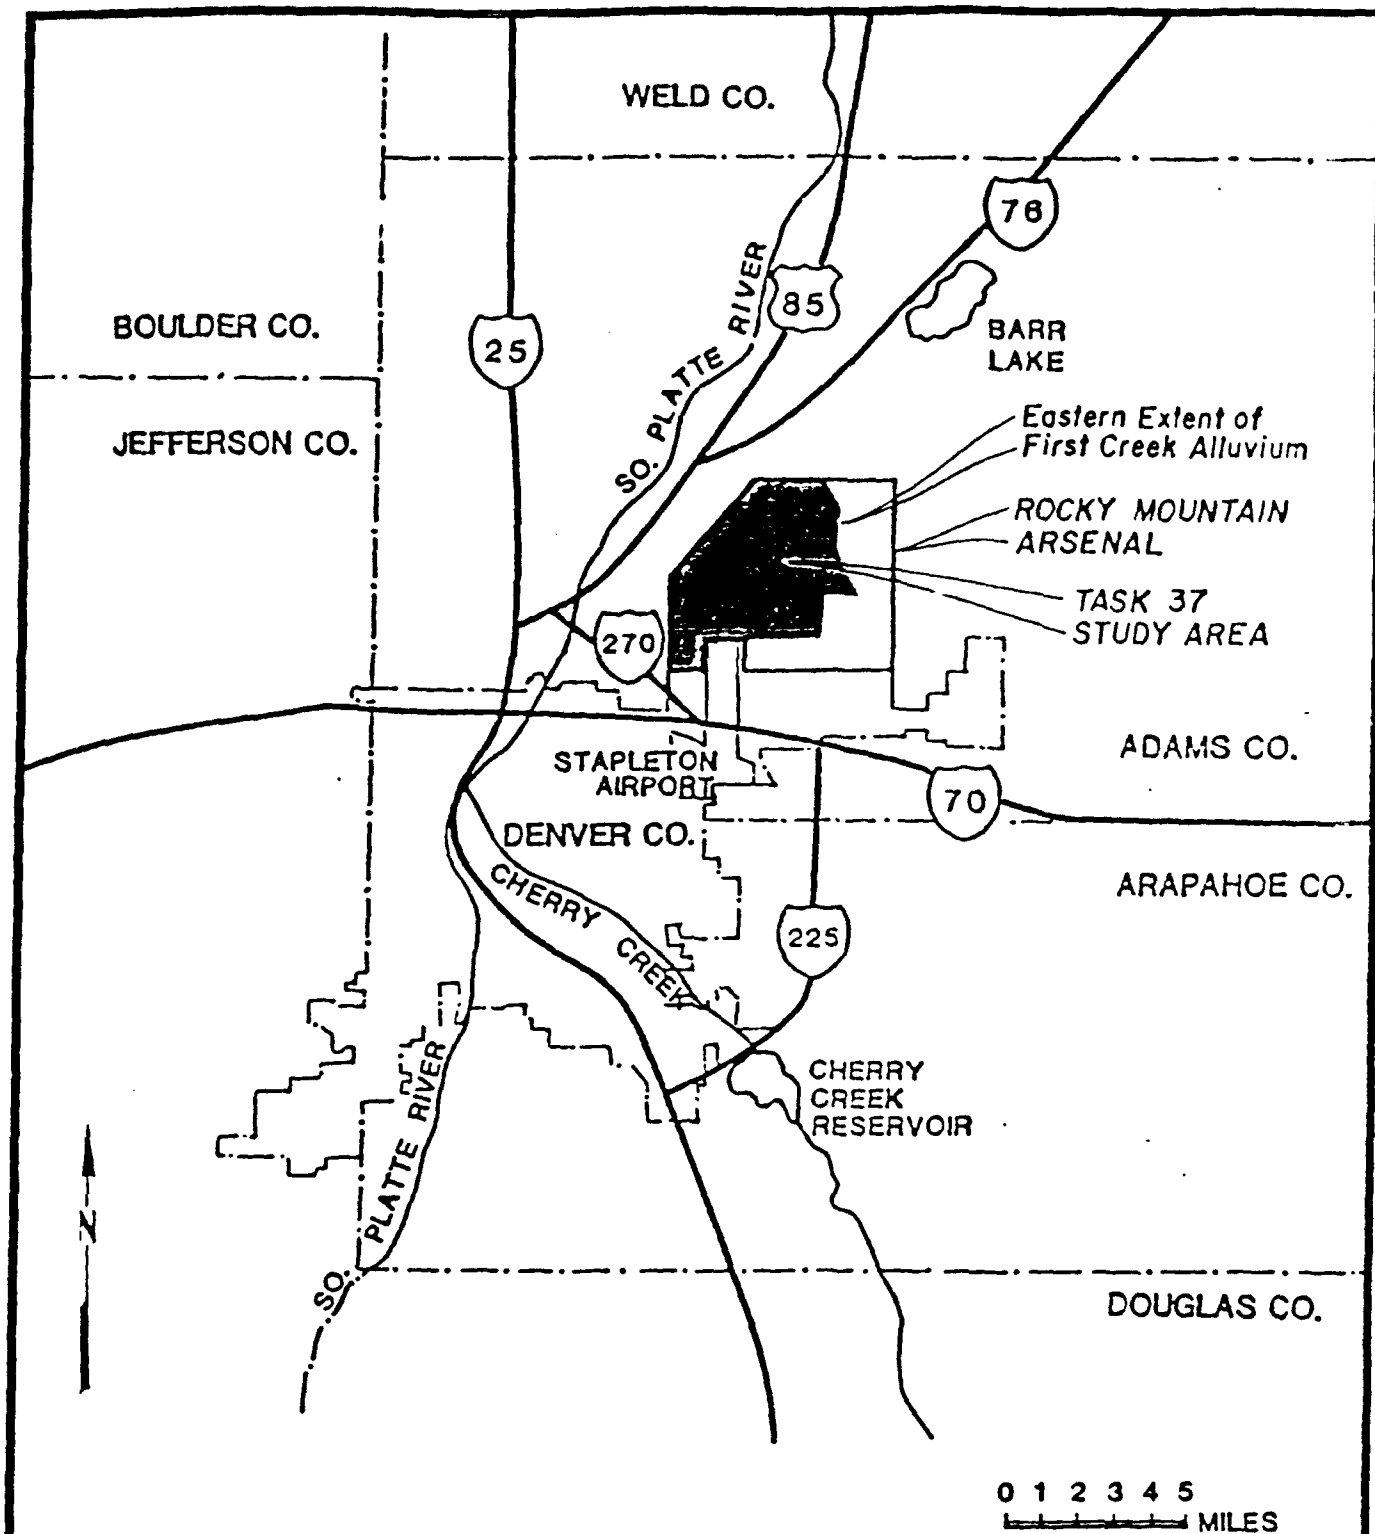 WELD CO.
76
SO. PLATTE RIVER
85
BOULDER CO.
25
BARR
LAKE
JEFFERSON CO.
Eastern Extent of
First Creek Alluvium
ROCKY MOUNTAIN
ARSENAL
TASK 37
STUDY AREA
270
STAPLETON
AIRPORT
ADAMS CO.
70
DENVER CO.
CHERRY CREEK
ARAPAHOE CO.
225
CHERRY
CREEK
RESERVOIR
SO. PLATTE RIVER
N
DOUGLAS CO.
0 1 2 3 4 5
MILES